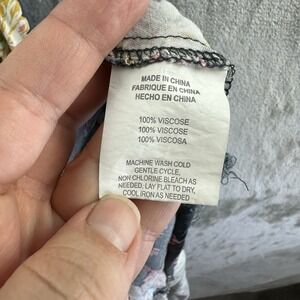 MADE IN CHINA
FABRIQUE EN CHINA
HECHO EN CHINA
100% VISCOSE
100% VISCOSE
100% VISCOSA
MACHINE WASH COLD
GENTLE CYCLE,
NON CHLORINE BLEACH AS
NEEDED, LAY FLAT TO DRY,
COOL IRON AS NEEDED